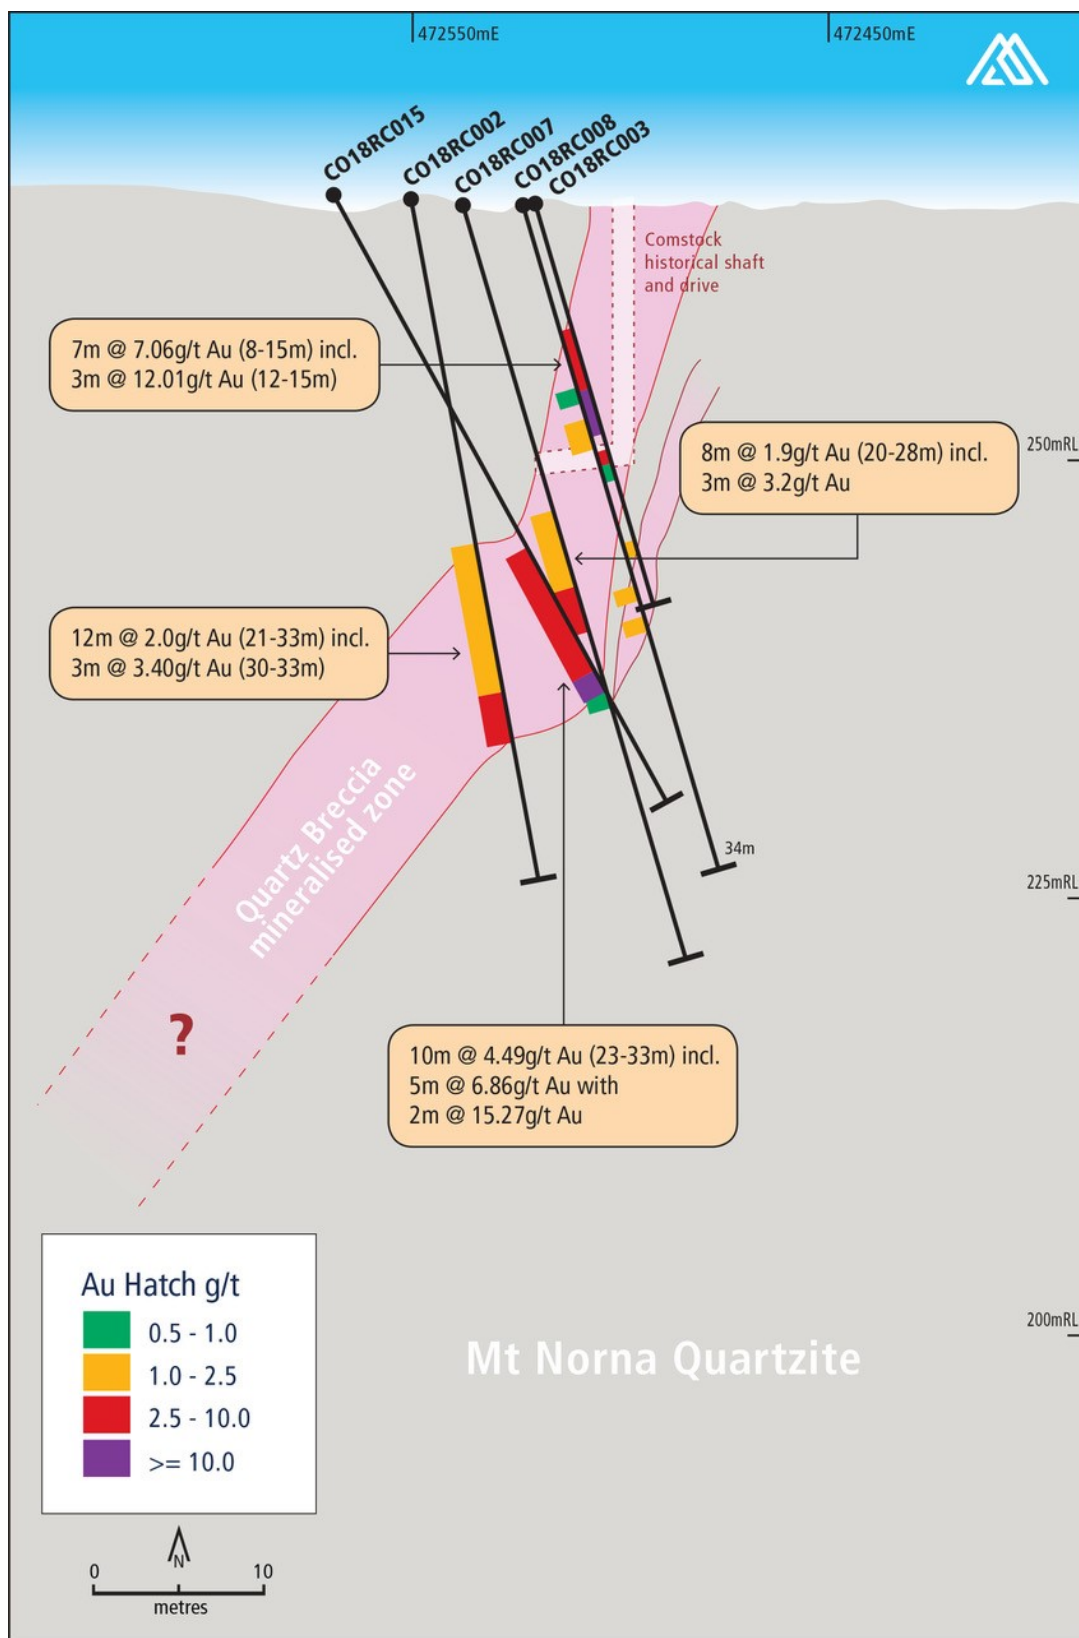 472550mE
472450mE
CO18RC015
CO18RC002
CO18RC007
CO18RC008
CO18RC003
Comstock
historical shaft
and drive
7m @ 7.06g/t Au (8-15m) incl.
3m @ 12.01g/t Au (12-15m)
250mRL
8m @ 1.9g/t Au (20-28m) incl.
3m @ 3.2g/t Au
12m @ 2.0g/t Au (21-33m) incl.
3m @ 3.40g/t Au (30-33m)
Quartz Breccia
mineralised zone
34m
225mRL
?
10m @ 4.49g/t Au (23-33m) incl.
5m @ 6.86g/t Au with
2m @ 15.27g/t Au
Au Hatch g/t
0.5 - 1.0
1.0 - 2.5
2.5 - 10.0
>= 10.0
200mRL
Mt Norna Quartzite
N
0 10
metres